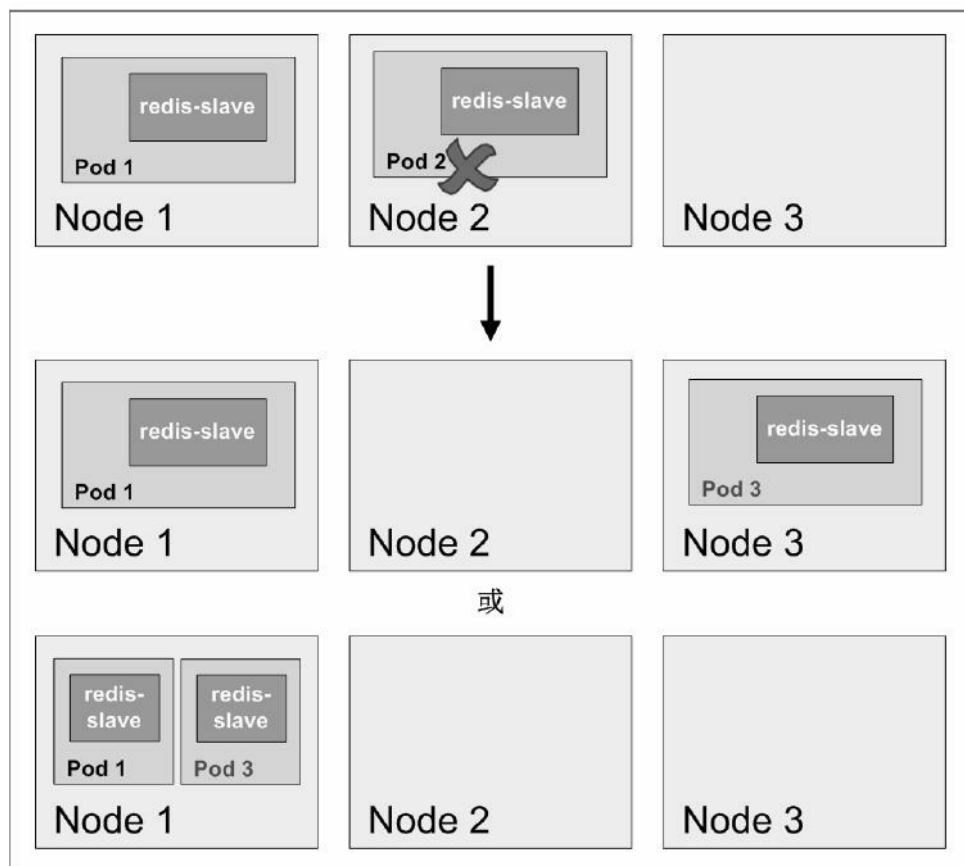 redis-slave
Pod 1
Node 1
redis-slave
Pod 2
Node 2
Node 3
redis-slave
Pod 1
Node 1
Node 2
redis-slave
Pod 3
Node 3
或
redis-
slave
Pod 1
redis-
slave
Pod 3
Node 1
Node 2
Node 3